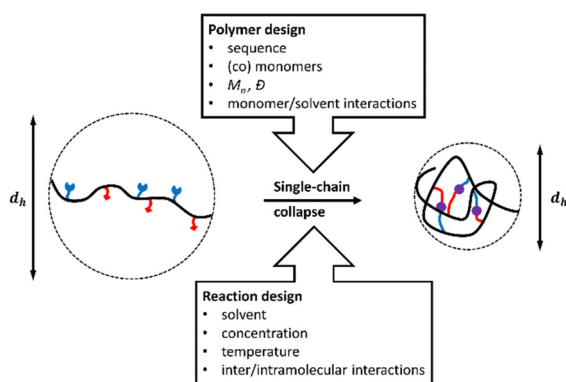 Polymer design
• sequence
• (co) monomers
• Mn, Đ
• monomer/solvent interactions
dh
Single-chain
collapse
dh
Reaction design
• solvent
• concentration
• temperature
• inter/intramolecular interactions